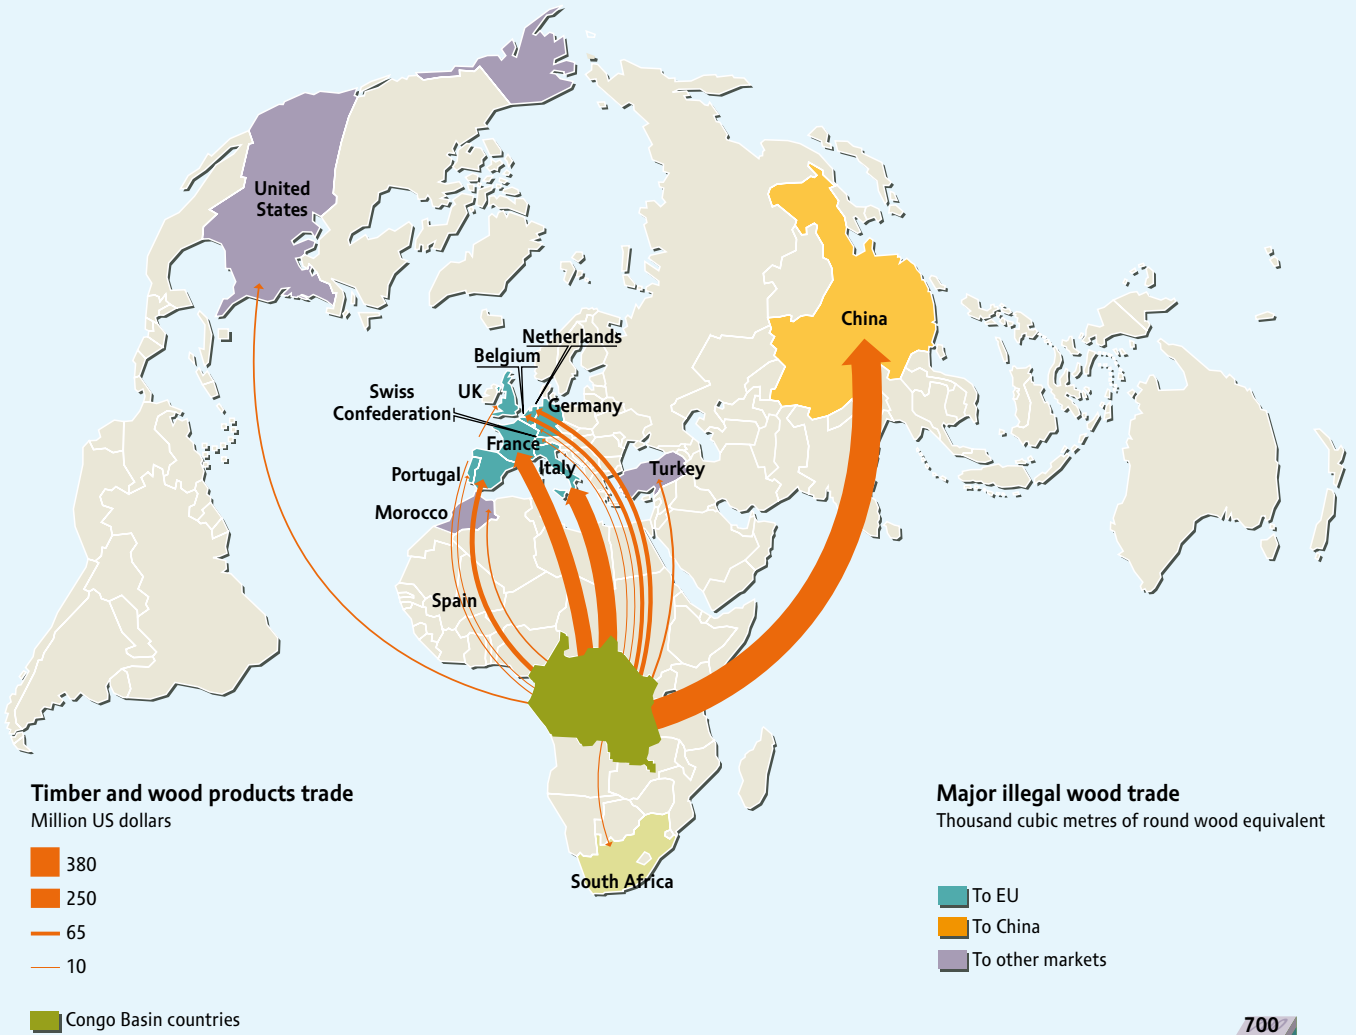 United
States
China
Netherlands
Belgium
Swiss
Confederation
UK
Germany
France
Portugal
Italy
Turkey
Morocco
Spain
South Africa
Timber and wood products trade
Million US dollars
380
250
65
10
Congo Basin countries
Major illegal wood trade
Thousand cubic metres of round wood equivalent
To EU
To China
To other markets
700